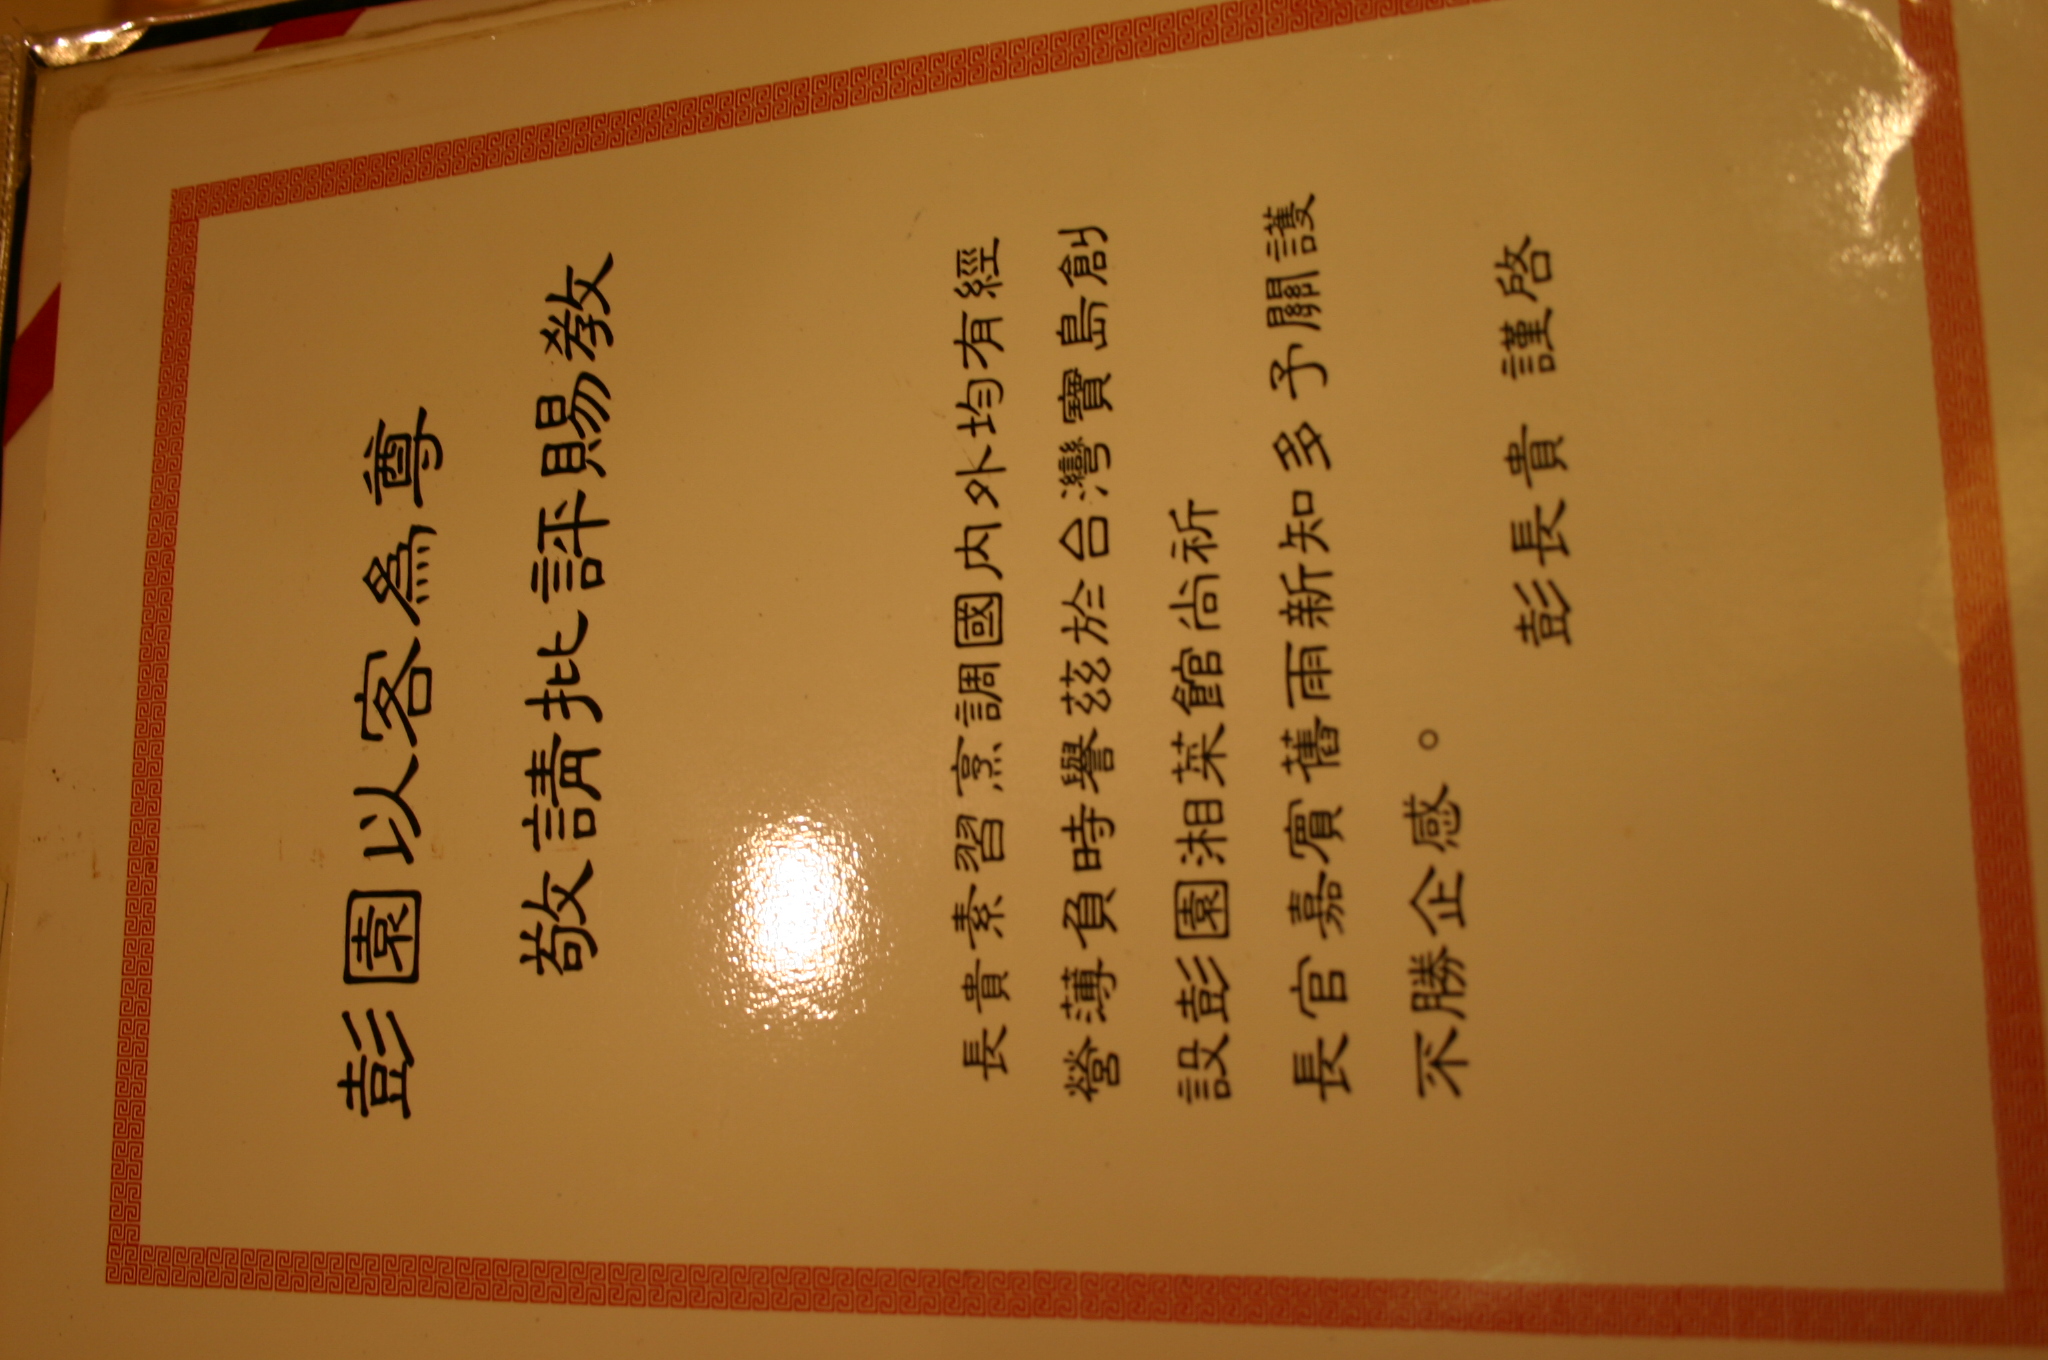 彭園以客為尊
敬請批評賜教
長貴素習烹調國內外均有經
營薄負時譽茲於台灣寶島創
設彭園湘菜館尚祈
長官嘉賓舊雨新知多予關護
不勝企感。
彭長貴 謹啓